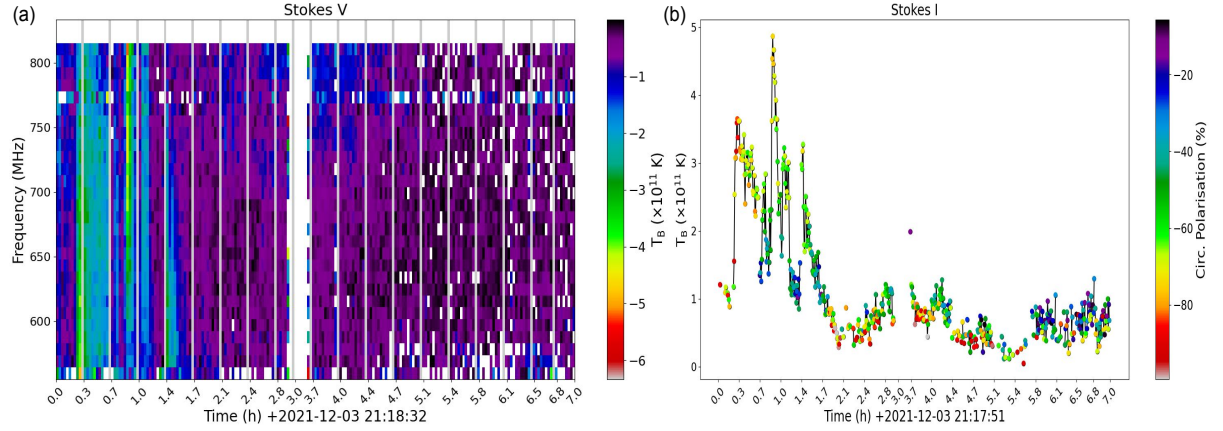 (a)
Stokes V
Frequency (MHz)
800
750
700
650
600
0.0 0.3 0.7 1.0 1.4 1.7 2.1 2.4 2.8 3.0 3.7 4.0 4.4 4.7 5.1 5.4 5.8 6.1 6.5 6.8 7.0
Time (h) +2021-12-03 21:18:32
−1
−2
−3
−4
−5
−6
T_B (×10^11 K)
(b)
Stokes I
T_B (×10^11 K)
5
4
3
2
1
0
0.0 0.3 0.7 1.0 1.4 1.7 2.1 2.4 2.8 3.0 3.7 4.0 4.4 4.7 5.1 5.4 6.1 6.5 6.8 7.0
Time (h) +2021-12-03 21:17:51
−20
−40
−60
−80
Circ. Polarisation (%)